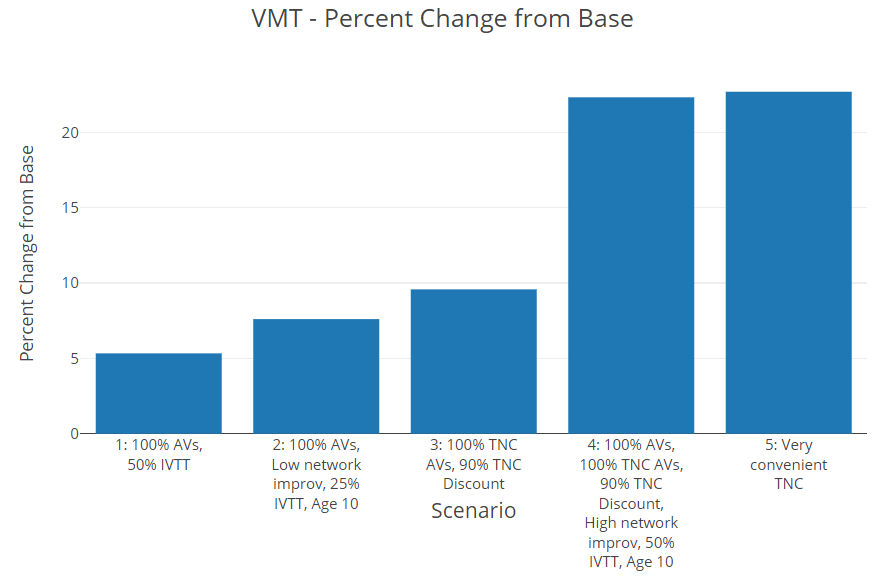 VMT - Percent Change from Base
Percent Change from Base
20
15
10
5
0
1: 100% AVs,
50% IVTT
2: 100% AVs,
Low network
improv, 25%
IVTT, Age 10
3: 100% TNC
AVs, 90% TNC
Discount
4: 100% AVs,
100% TNC AVs,
90% TNC
Discount,
High network
improv, 50%
IVTT, Age 10
5: Very
convenient
TNC
Scenario